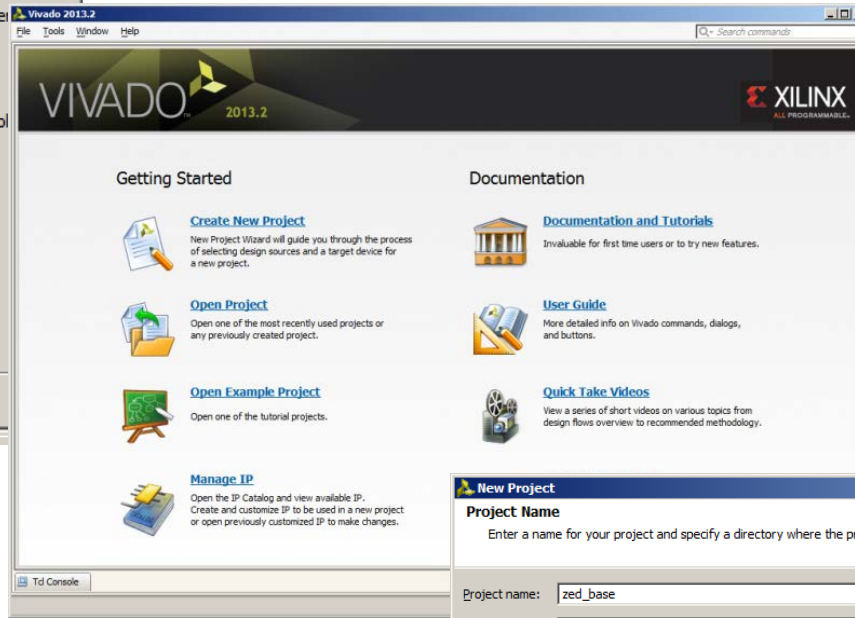 Vivado 2013.2
File Tools Window Help
Search commands
VIVADO 2013.2
XILINX
ALL PROGRAMMABLE.
Getting Started
Create New Project
New Project Wizard will guide you through the process
of selecting design sources and a target device for
a new project.
Open Project
Open one of the most recently used projects or
any previously created project.
Open Example Project
Open one of the tutorial projects.
Manage IP
Open the IP Catalog and view available IP.
Create and customize IP to be used in a new project
or open previously customized IP to make changes.
Documentation
Documentation and Tutorials
Invaluable for first time users or to try new features.
User Guide
More detailed info on Vivado commands, dialogs,
and buttons.
Quick Take Videos
View a series of short videos on various topics from
design flows overview to recommended methodology.
Tcl Console
New Project
Project Name
Enter a name for your project and specify a directory where the
Project name: zed_base